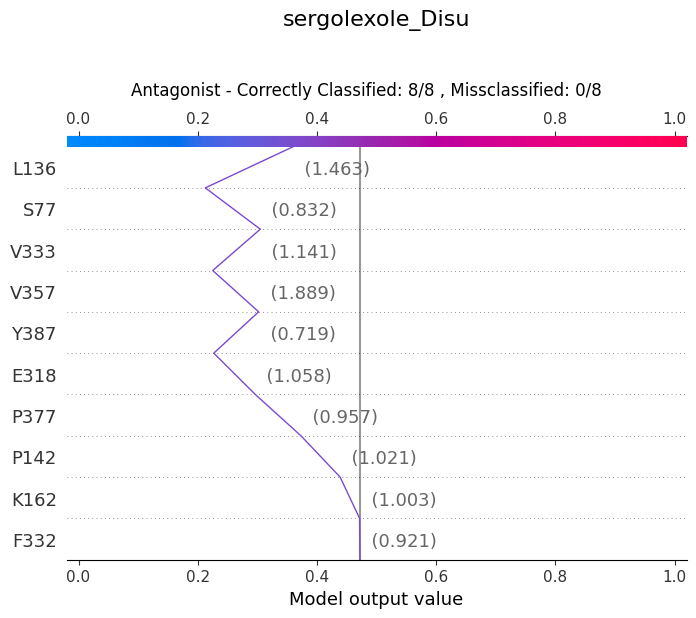 sergolexole_Disu
Antagonist - Correctly Classified: 8/8 , Missclassified: 0/8
0.0 0.2 0.4 0.6 0.8 1.0
L136 (1.463)
S77 (0.832)
V333 (1.141)
V357 (1.889)
Y387 (0.719)
E318 (1.058)
P377 (0.957)
P142 (1.021)
K162 (1.003)
F332 (0.921)
0.0 0.2 0.4 0.6 0.8 1.0
Model output value